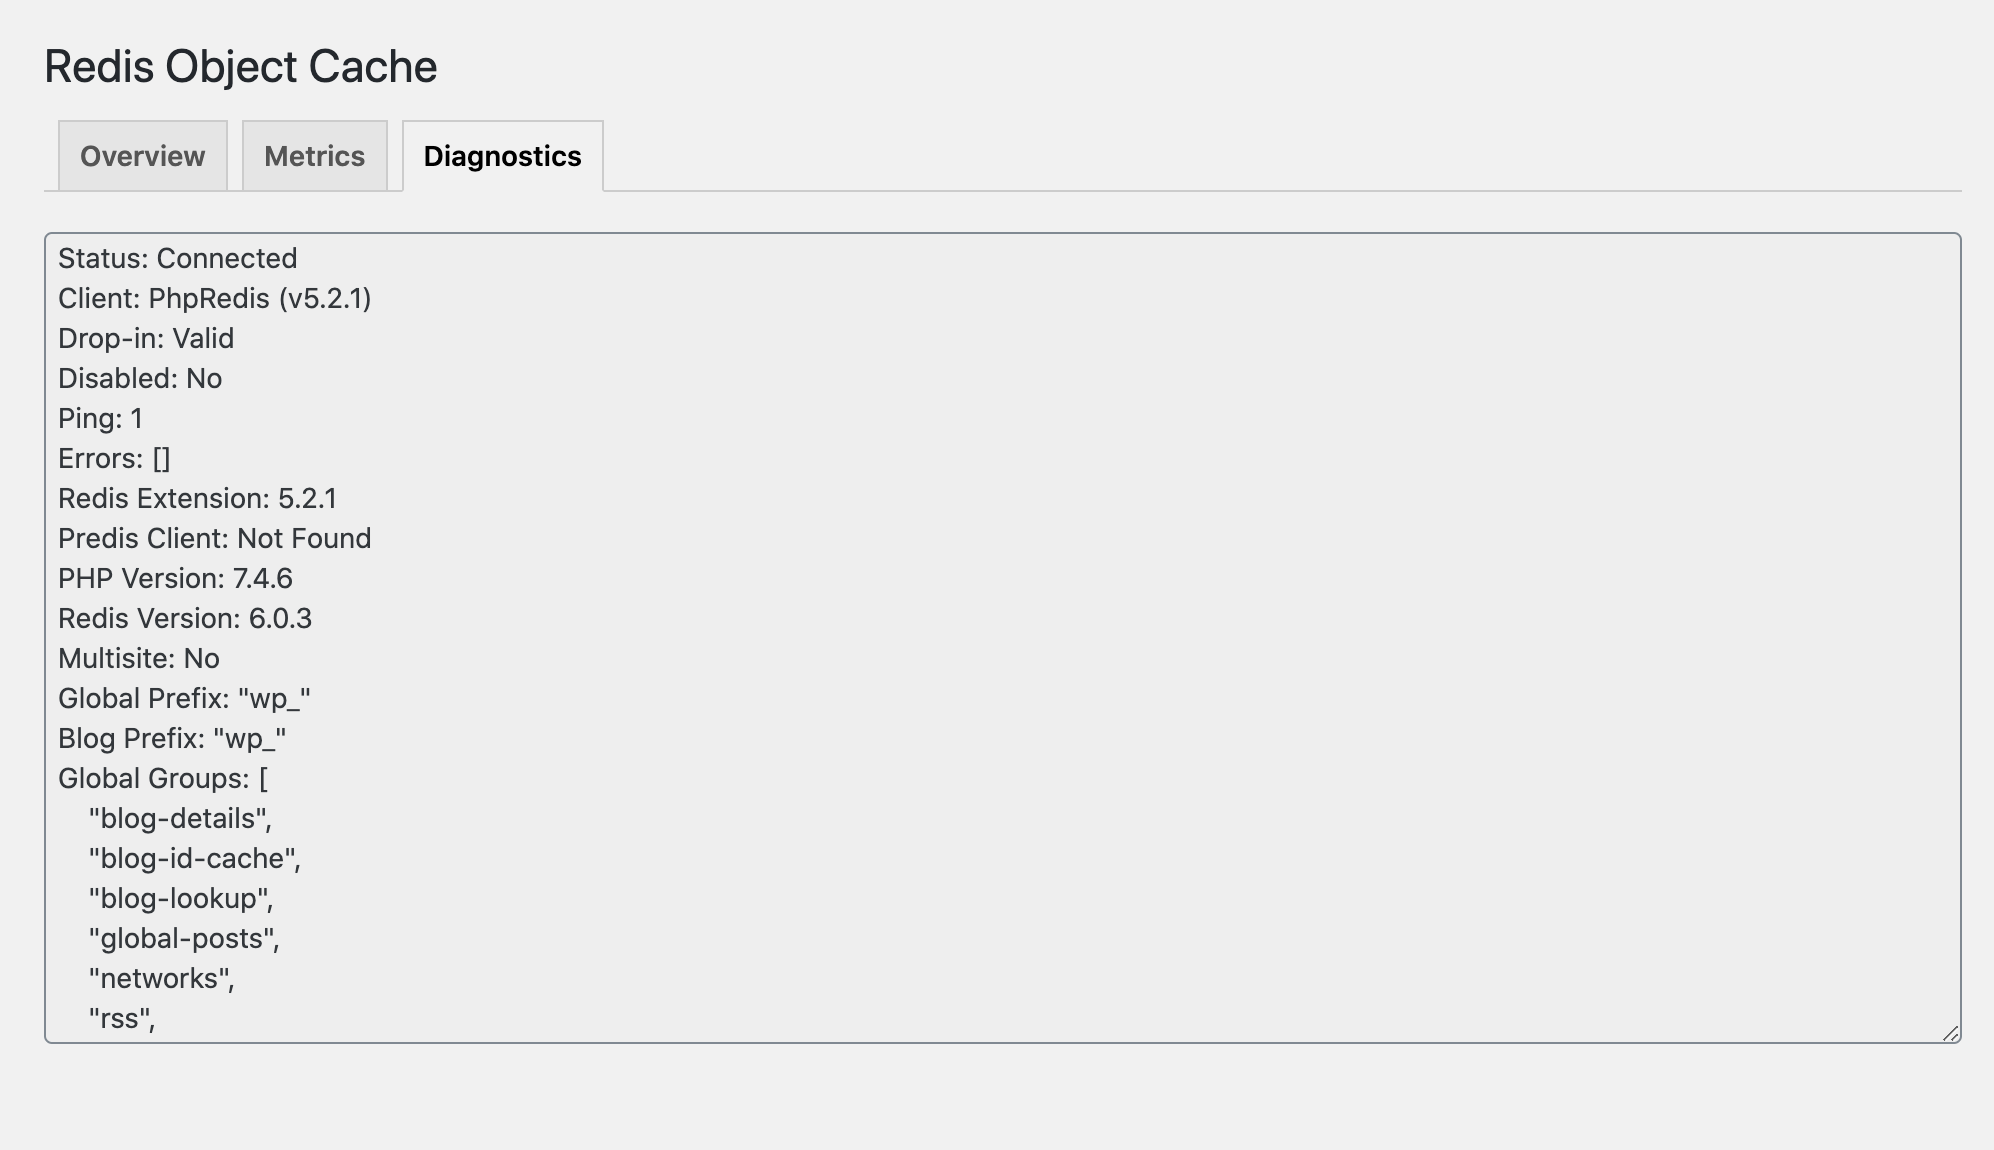 Redis Object Cache
Overview Metrics Diagnostics
Status: Connected
Client: PhpRedis (v5.2.1)
Drop-in: Valid
Disabled: No
Ping: 1
Errors: []
Redis Extension: 5.2.1
Predis Client: Not Found
PHP Version: 7.4.6
Redis Version: 6.0.3
Multisite: No
Global Prefix: "wp_"
Blog Prefix: "wp_"
Global Groups: [
    "blog-details",
    "blog-id-cache",
    "blog-lookup",
    "global-posts",
    "networks",
    "rss",